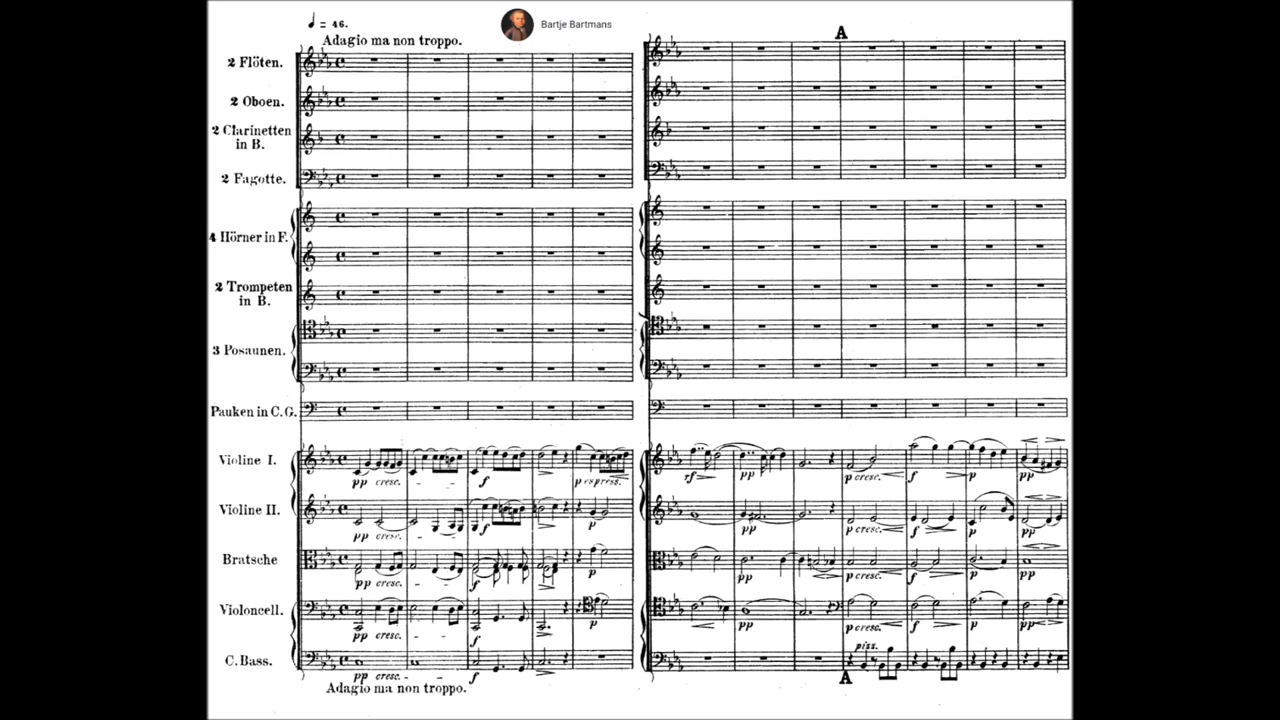 ♩ = 46.
Adagio ma non troppo.
Bartje Bartmans
A
2 Flöten.
2 Oboen.
2 Clarinetten
in B.
2 Fagotte.
4 Hörner in F.
2 Trompeten
in B.
3 Posaunen.
Pauken in C.G.
Violine I.
pp cresc. f p espress. rf pp p cresc. f p pp
Violine II.
pp cresc. f p pp p cresc. f p pp
Bratsche
pp cresc. f p pp p cresc. f p pp
Violoncell.
pp cresc. f p pp p cresc. f p pp
pizz.
C.Bass.
pp cresc. f
Adagio ma non troppo.
A